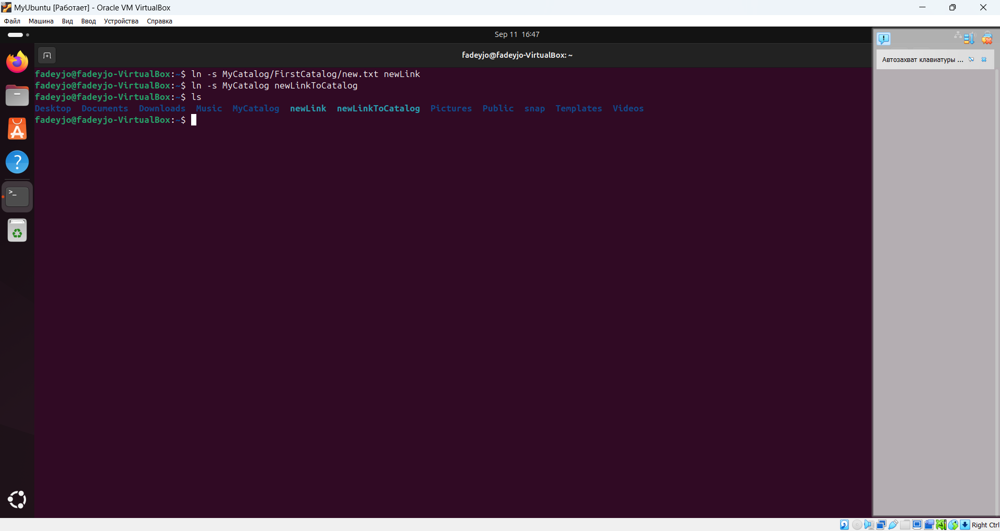 MyUbuntu [Работает] - Oracle VM VirtualBox
Файл Машина Вид Ввод Устройства Справка
Sep 11 16:47
fadeyjo@fadeyjo-VirtualBox: ~
Автозахват клавиатуры ...
fadeyjo@fadeyjo-VirtualBox:~$ ln -s MyCatalog/FirstCatalog/new.txt newLink
fadeyjo@fadeyjo-VirtualBox:~$ ln -s MyCatalog newLinkToCatalog
fadeyjo@fadeyjo-VirtualBox:~$ ls
Desktop Documents Downloads Music MyCatalog newLink newLinkToCatalog Pictures Public snap Templates Videos
fadeyjo@fadeyjo-VirtualBox:~$
Right Ctrl